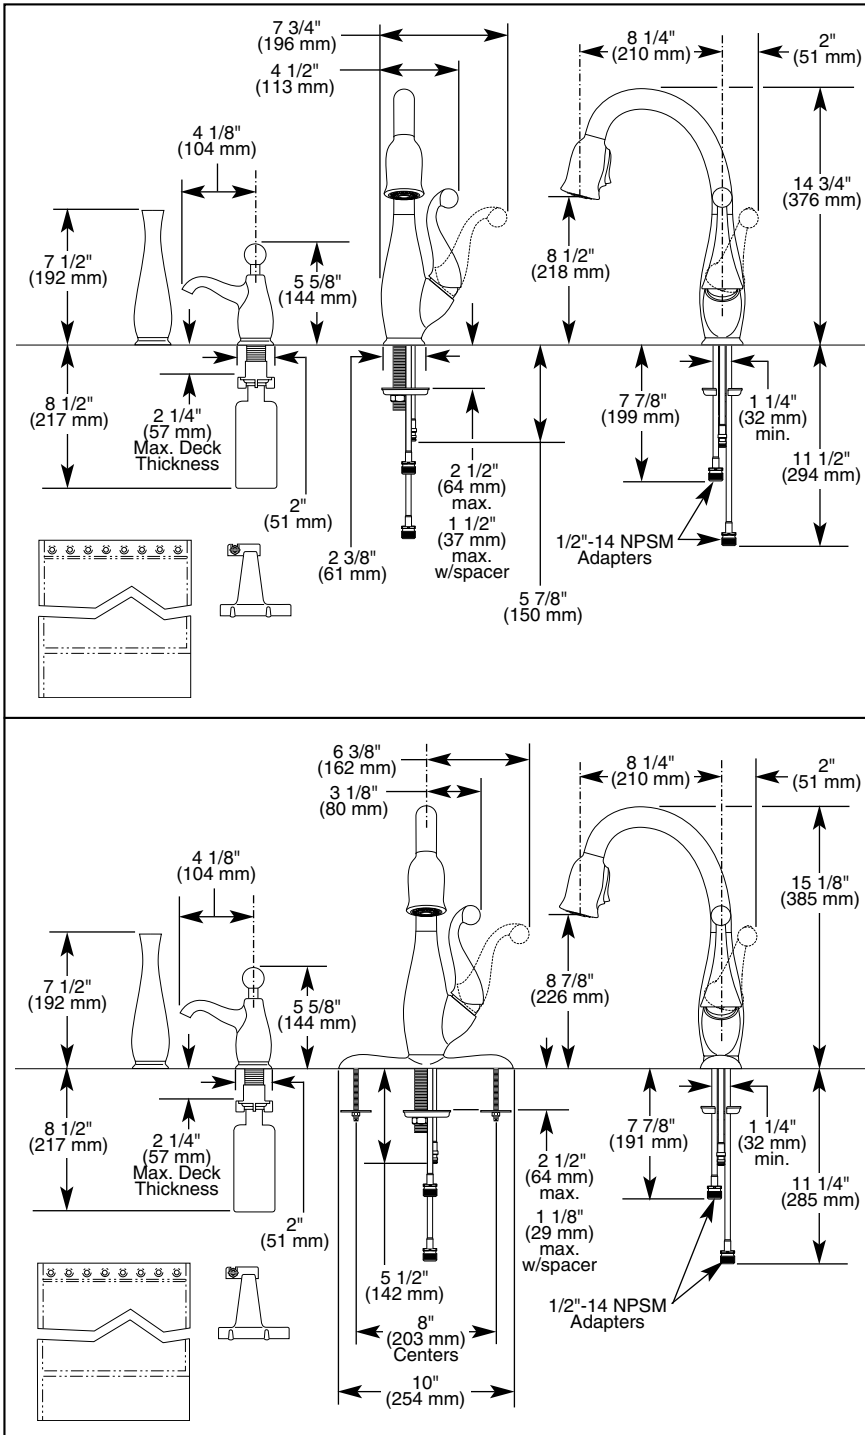 7 3/4"
(196 mm)
4 1/2"
(113 mm)
8 1/4"
(210 mm)
2"
(51 mm)
4 1/8"
(104 mm)
14 3/4"
(376 mm)
7 1/2"
(192 mm)
5 5/8"
(144 mm)
8 1/2"
(218 mm)
8 1/2"
(217 mm)
2 1/4"
(57 mm)
Max. Deck
Thickness
2"
(51 mm)
2 3/8"
(61 mm)
2 1/2"
(64 mm)
max.
1 1/2"
(37 mm)
max.
w/spacer
5 7/8"
(150 mm)
7 7/8"
(199 mm)
1 1/4"
(32 mm)
min.
11 1/2"
(294 mm)
1/2"-14 NPSM
Adapters
6 3/8"
(162 mm)
3 1/8"
(80 mm)
8 1/4"
(210 mm)
2"
(51 mm)
4 1/8"
(104 mm)
15 1/8"
(385 mm)
7 1/2"
(192 mm)
5 5/8"
(144 mm)
8 7/8"
(226 mm)
8 1/2"
(217 mm)
2 1/4"
(57 mm)
Max. Deck
Thickness
2"
(51 mm)
5 1/2"
(142 mm)
8"
(203 mm)
Centers
10"
(254 mm)
2 1/2"
(64 mm)
max.
1 1/8"
(29 mm)
max.
w/spacer
7 7/8"
(191 mm)
1 1/4"
(32 mm)
min.
11 1/4"
(285 mm)
1/2"-14 NPSM
Adapters